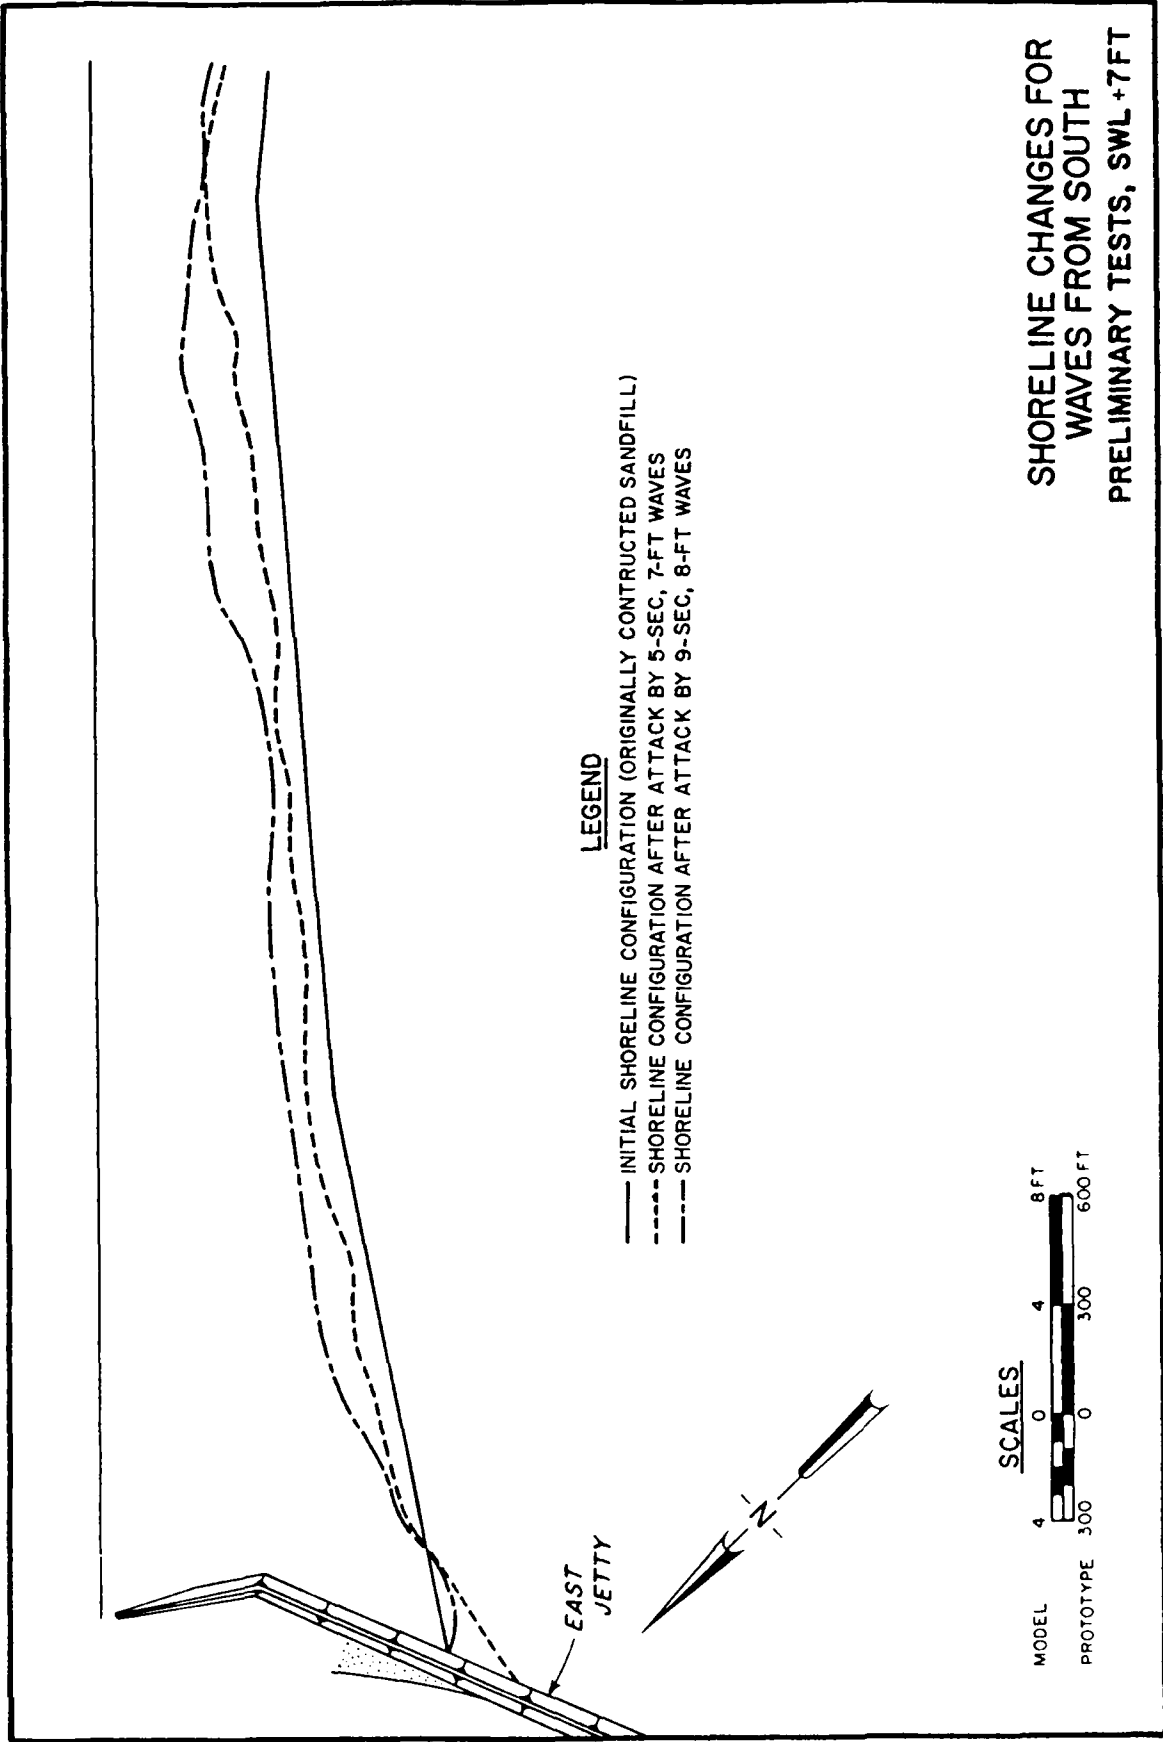 EAST
JETTY
N
LEGEND
INITIAL SHORELINE CONFIGURATION (ORIGINALLY CONTRUCTED SANDFILL)
SHORELINE CONFIGURATION AFTER ATTACK BY 5-SEC, 7-FT WAVES
SHORELINE CONFIGURATION AFTER ATTACK BY 9-SEC, 8-FT WAVES
SCALES
MODEL 4 0 4 8 FT
PROTOTYPE 300 0 300 600 FT
SHORELINE CHANGES FOR
WAVES FROM SOUTH
PRELIMINARY TESTS, SWL +7FT